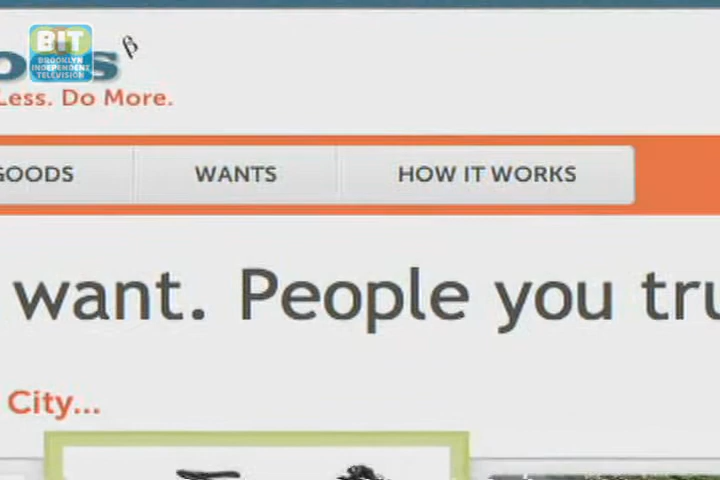 BIT
BROOKLYN
INDEPENDENT
TELEVISION
s β
Less. Do More.
GOODS
WANTS
HOW IT WORKS
want. People you tru
City...